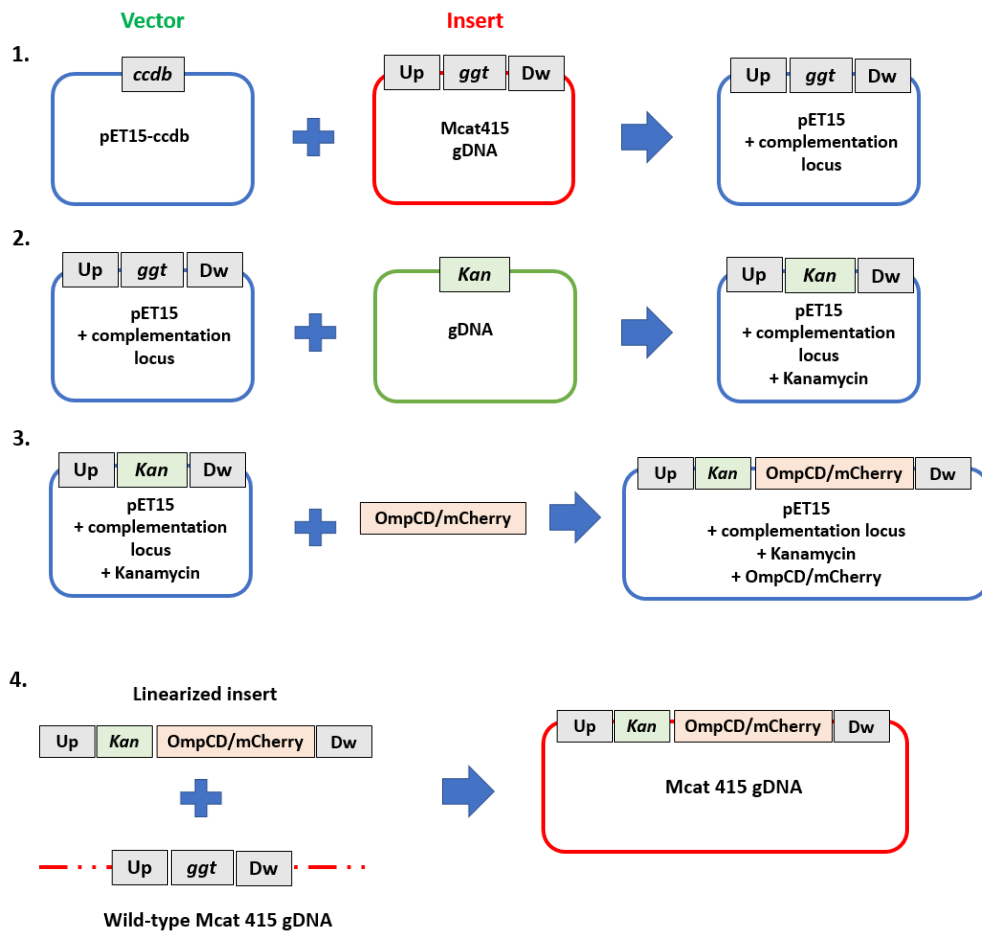 Vector
Insert
1.
ccdb
pET15-ccdb
Up
ggt
Dw
Mcat415
gDNA
Up
ggt
Dw
pET15
+ complementation
locus
2.
Up
ggt
Dw
pET15
+ complementation
locus
Kan
gDNA
Up
Kan
Dw
pET15
+ complementation
locus
+ Kanamycin
3.
Up
Kan
Dw
pET15
+ complementation
locus
+ Kanamycin
OmpCD/mCherry
Up
Kan
OmpCD/mCherry
Dw
pET15
+ complementation locus
+ Kanamycin
+ OmpCD/mCherry
4.
Linearized insert
Up
Kan
OmpCD/mCherry
Dw
Up
ggt
Dw
Wild-type Mcat 415 gDNA
Up
Kan
OmpCD/mCherry
Dw
Mcat 415 gDNA